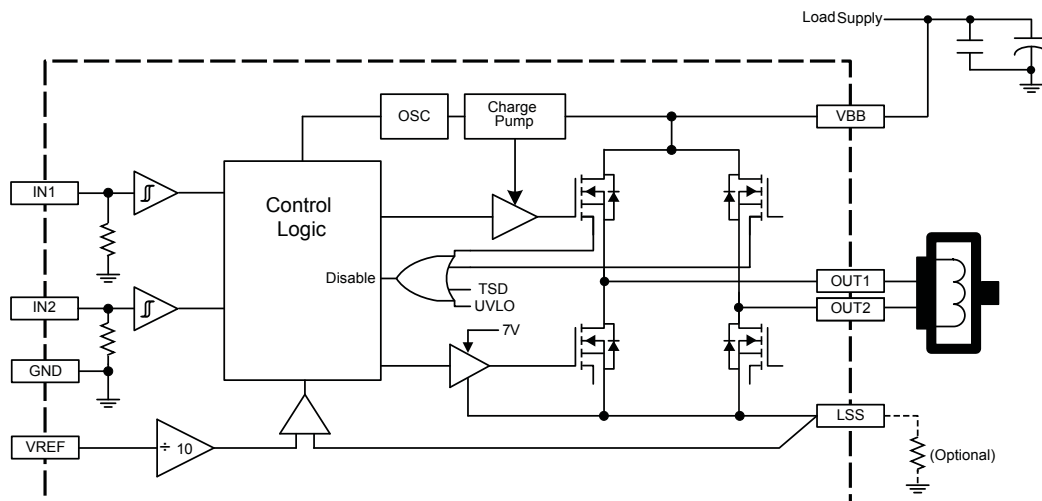 Load Supply
OSC
Charge
Pump
VBB
IN1
Control
Logic
Disable
TSD
UVLO
OUT1
IN2
OUT2
7V
GND
LSS
VREF
÷ 10
(Optional)